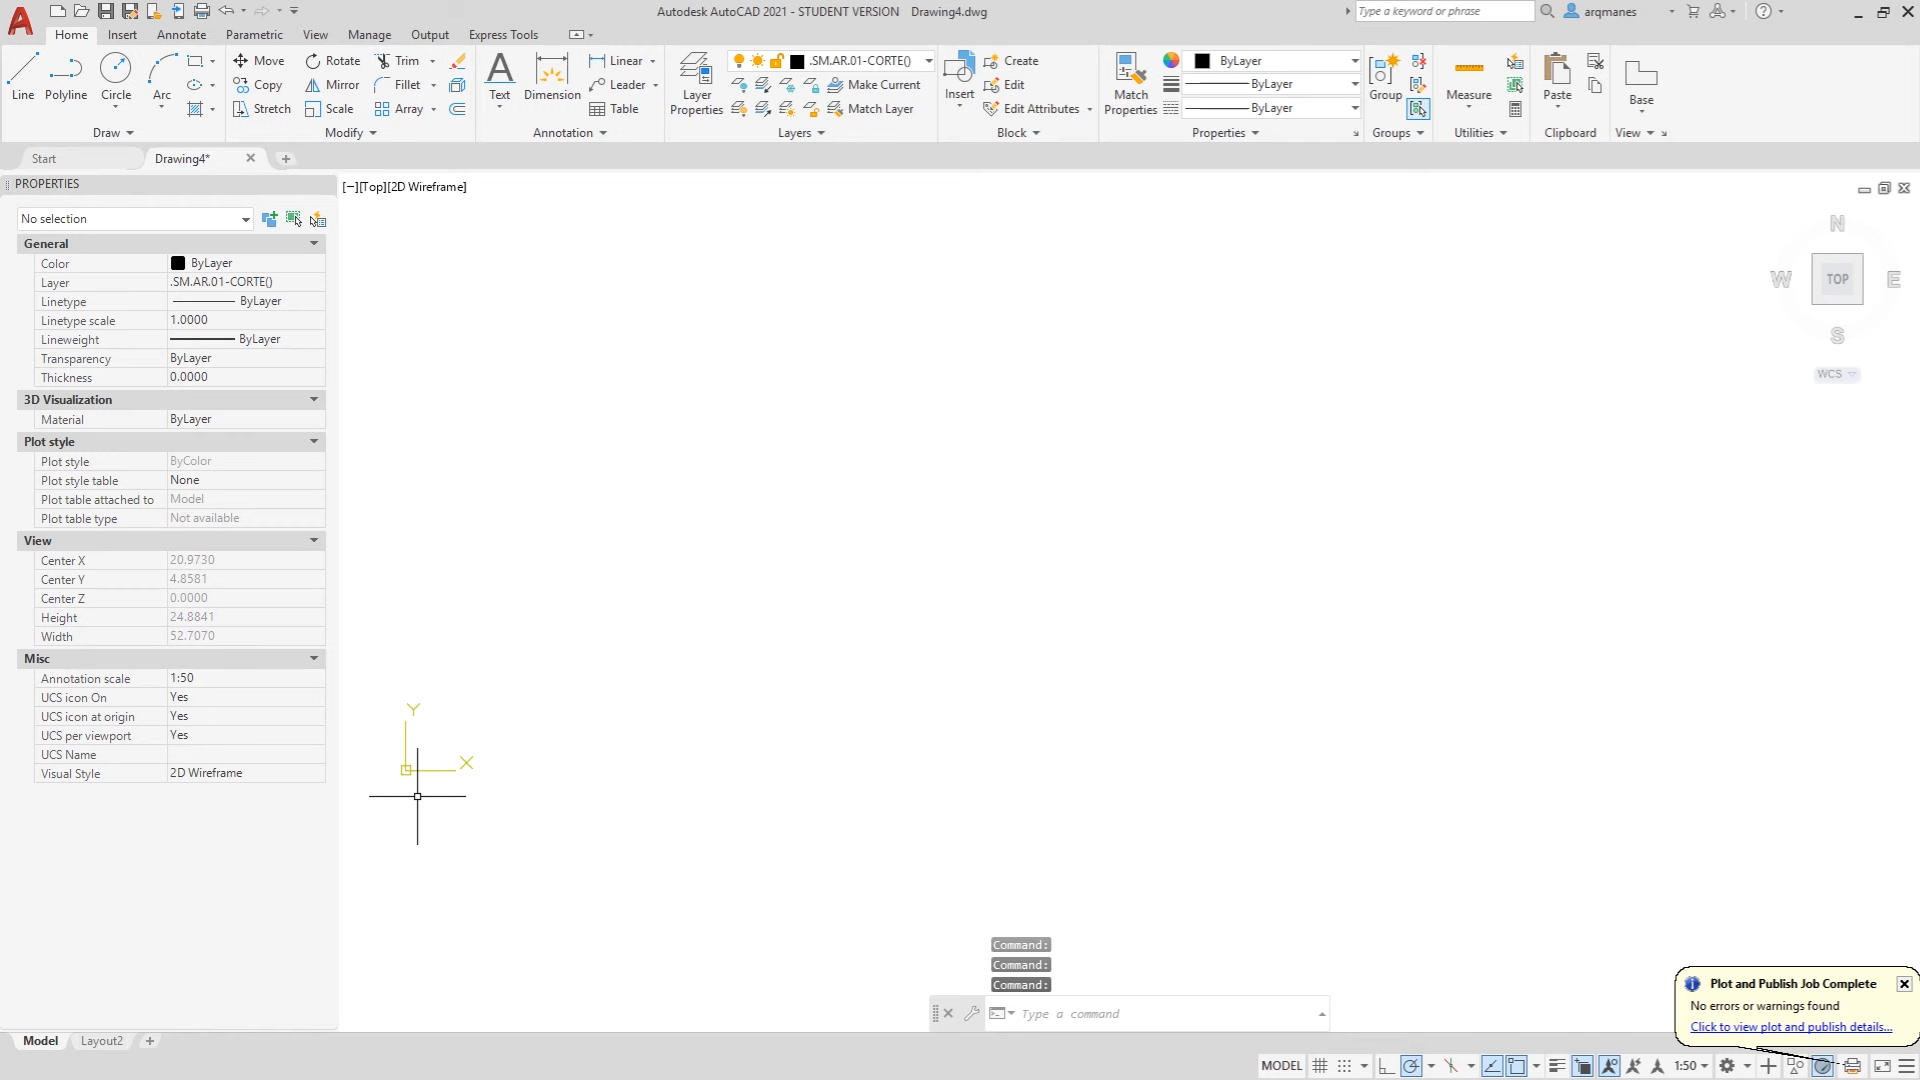 Autodesk AutoCAD 2021 - STUDENT VERSION Drawing4.dwg
Type a keyword or phrase
arqmanes
Home Insert Annotate Parametric View Manage Output Express Tools
Line Polyline Circle Arc
Move Rotate Trim
Copy Mirror Fillet
Stretch Scale Array
Text Dimension
Linear
Leader
Table
Layer Properties
.SM.AR.01-CORTE()
Make Current
Match Layer
Insert
Create
Edit
Edit Attributes
Match Properties
ByLayer
ByLayer
ByLayer
Group
Measure
Paste
Base
Draw Modify Annotation Layers Block Properties Groups Utilities Clipboard View
Start Drawing4*
PROPERTIES
[−][Top][2D Wireframe]
No selection
General
Color ByLayer
Layer .SM.AR.01-CORTE()
Linetype ByLayer
Linetype scale 1.0000
Lineweight ByLayer
Transparency ByLayer
Thickness 0.0000
3D Visualization
Material ByLayer
Plot style
Plot style ByColor
Plot style table None
Plot table attached to Model
Plot table type Not available
View
Center X 20.9730
Center Y 4.8581
Center Z 0.0000
Height 24.8841
Width 52.7070
Misc
Annotation scale 1:50
UCS icon On Yes
UCS icon at origin Yes
UCS per viewport Yes
UCS Name
Visual Style 2D Wireframe
N
W TOP E
S
WCS
Y
X
Command:
Command:
Command:
Type a command
Plot and Publish Job Complete
No errors or warnings found
Click to view plot and publish details...
Model Layout2
MODEL 1:50